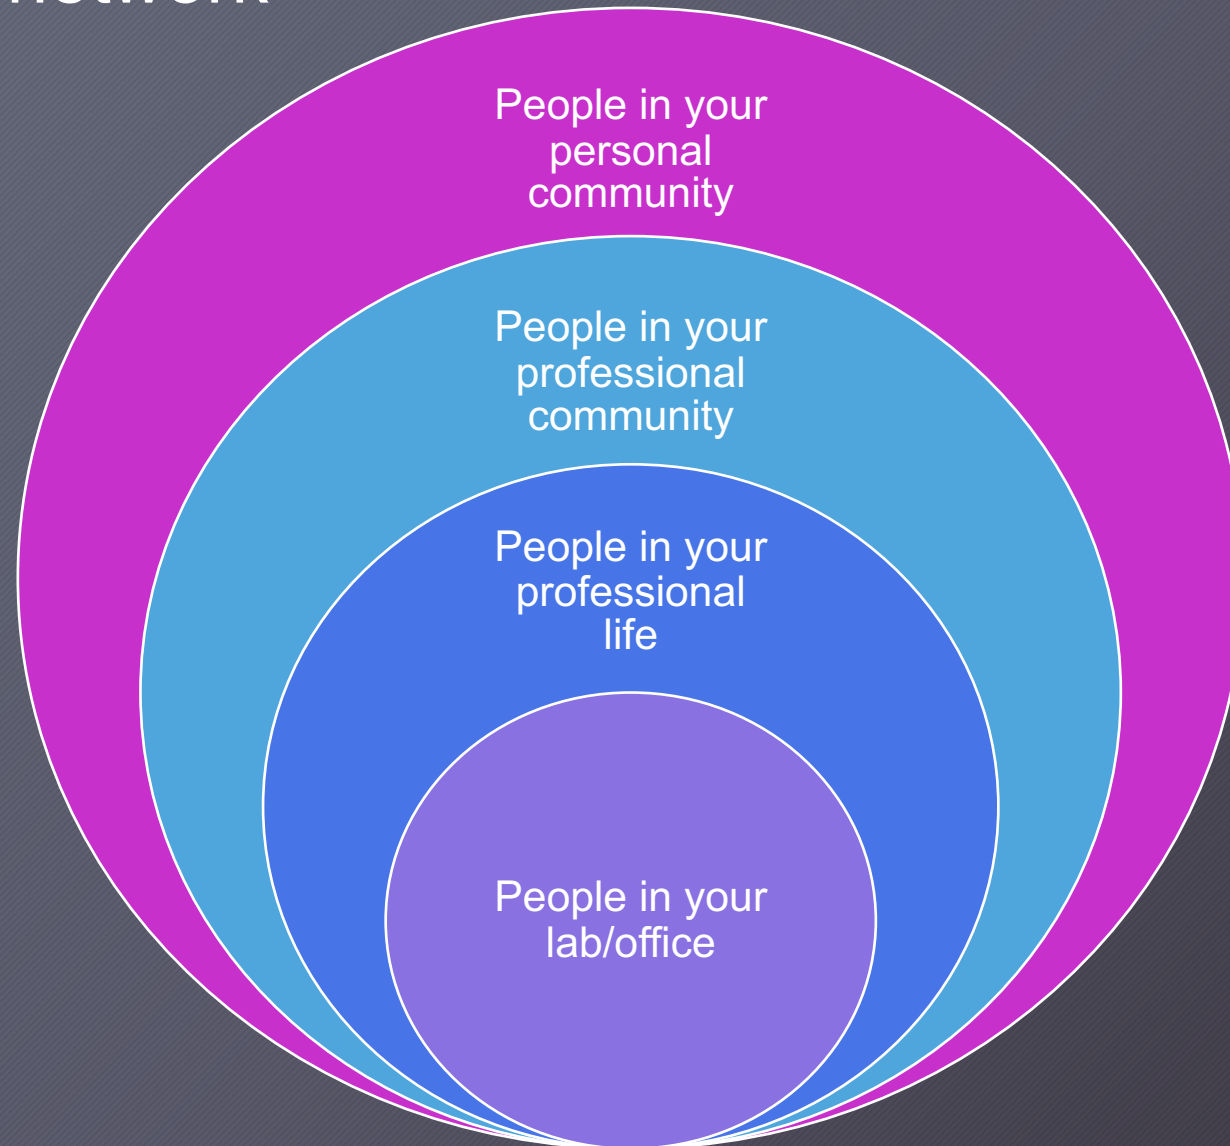 network
People in your
personal
community
People in your
professional
community
People in your
professional
life
People in your
lab/office